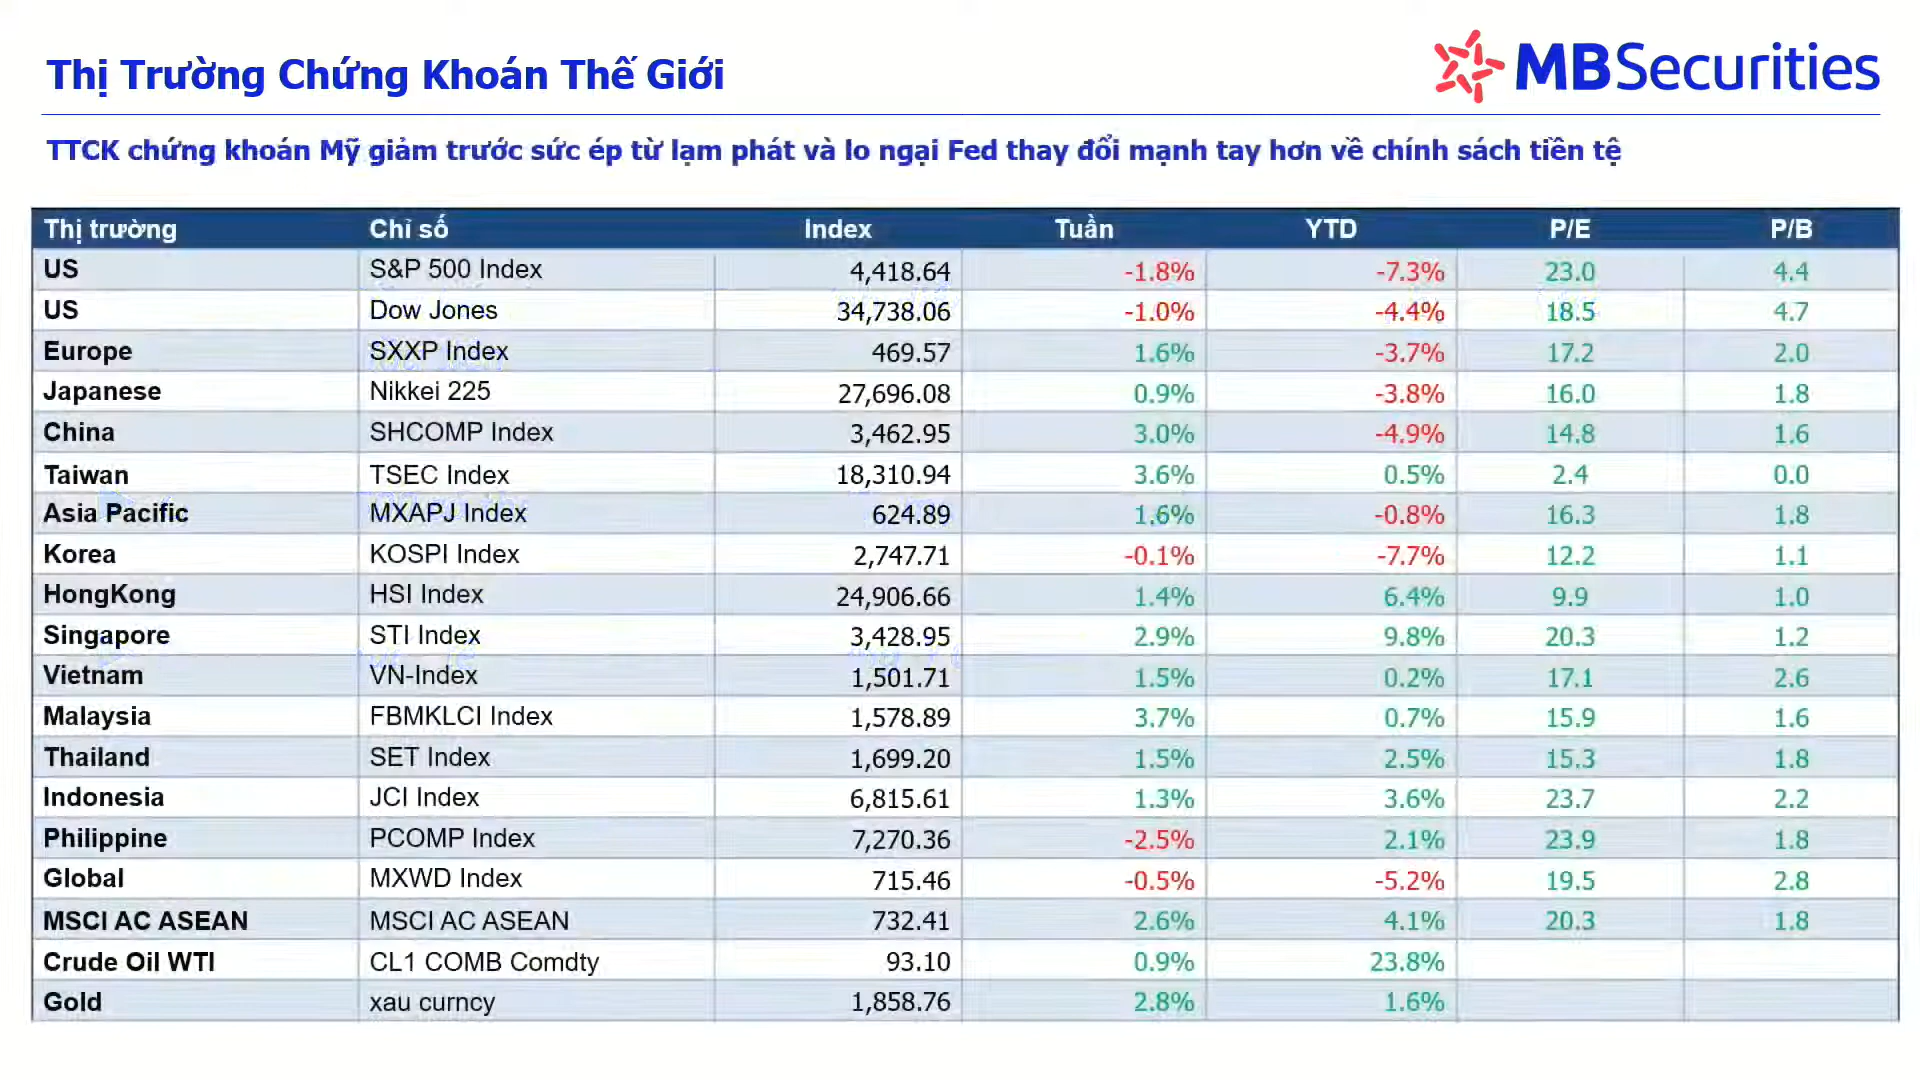 Thị Trường Chứng Khoán Thế Giới
MBSecurities
TTCK chứng khoán Mỹ giảm trước sức ép từ lạm phát và lo ngại Fed thay đổi mạnh tay hơn về chính sách tiền tệ
Thị trường Chỉ số Index Tuần YTD P/E P/B
US S&P 500 Index 4,418.64 -1.8% -7.3% 23.0 4.4
US Dow Jones 34,738.06 -1.0% -4.4% 18.5 4.7
Europe SXXP Index 469.57 1.6% -3.7% 17.2 2.0
Japanese Nikkei 225 27,696.08 0.9% -3.8% 16.0 1.8
China SHCOMP Index 3,462.95 3.0% -4.9% 14.8 1.6
Taiwan TSEC Index 18,310.94 3.6% 0.5% 2.4 0.0
Asia Pacific MXAPJ Index 624.89 1.6% -0.8% 16.3 1.8
Korea KOSPI Index 2,747.71 -0.1% -7.7% 12.2 1.1
HongKong HSI Index 24,906.66 1.4% 6.4% 9.9 1.0
Singapore STI Index 3,428.95 2.9% 9.8% 20.3 1.2
Vietnam VN-Index 1,501.71 1.5% 0.2% 17.1 2.6
Malaysia FBMKLCI Index 1,578.89 3.7% 0.7% 15.9 1.6
Thailand SET Index 1,699.20 1.5% 2.5% 15.3 1.8
Indonesia JCI Index 6,815.61 1.3% 3.6% 23.7 2.2
Philippine PCOMP Index 7,270.36 -2.5% 2.1% 23.9 1.8
Global MXWD Index 715.46 -0.5% -5.2% 19.5 2.8
MSCI AC ASEAN MSCI AC ASEAN 732.41 2.6% 4.1% 20.3 1.8
Crude Oil WTI CL1 COMB Comdty 93.10 0.9% 23.8%
Gold xau curncy 1,858.76 2.8% 1.6%